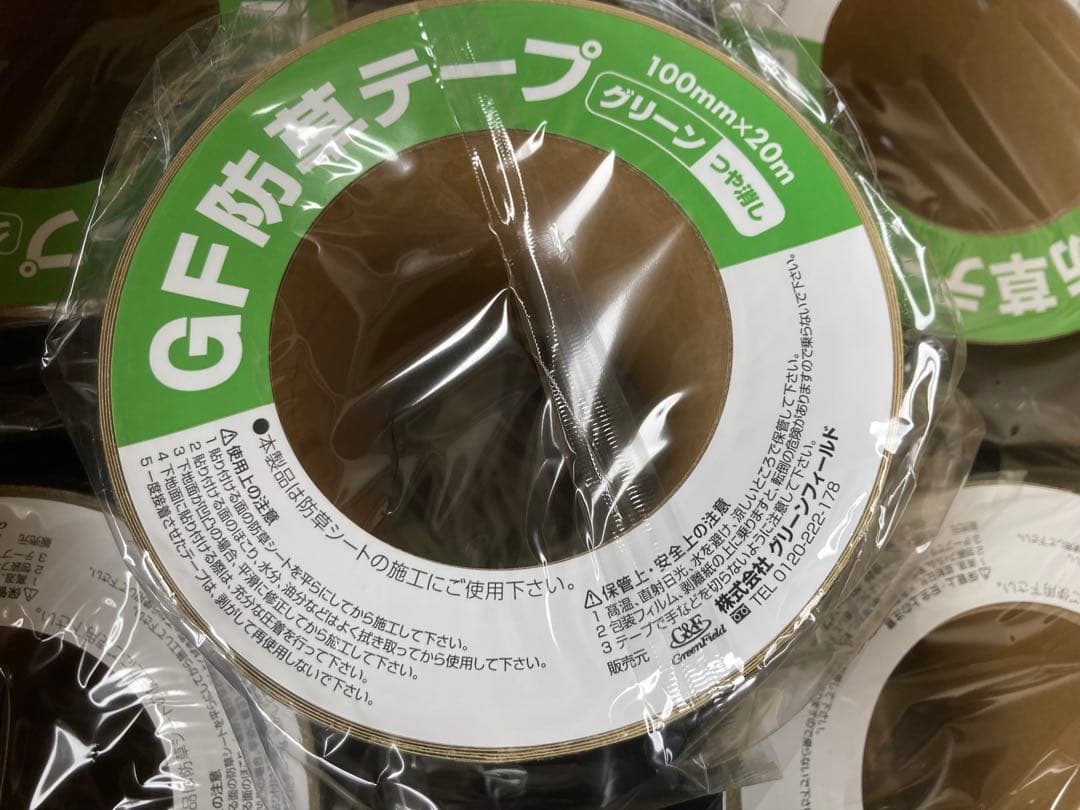 GF防草テープ
100mm×20m
グリーン つや消し
●本製品は防草シートの施工にご使用下さい。
⚠使用上の注意
1 貼り付ける面の防草シートを平らにしてから施工して下さい。
2 貼り付ける面のほこり、水分・油分などはよく拭き取ってから使用して下さい。
3 下地面が凹凸の場合、平滑に修正してから施工して下さい。
4 下地面に貼り付ける際は、充分な圧着を行って下さい。
5 一度接着させたテープは、剥がして再使用しないで下さい。
⚠保管上・安全上の注意
1 高温、直射日光、水を避け、涼しいところで保管して下さい。
2 包装フィルム、剥離紙の上に乗りますと、転倒の危険がありますので乗らないで下さい。
3 テープで手などを切らないように注意して下さい。
販売元
G&F
GreenField
株式会社 グリーンフィールド
TEL 0120-222-178
防草テ
プ
グ
販売元